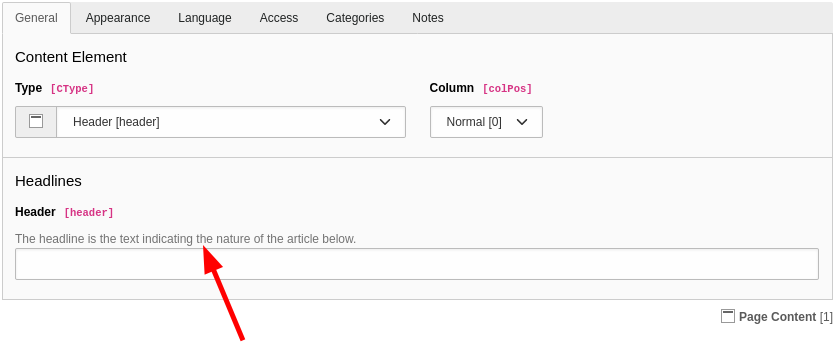 General Appearance Language Access Categories Notes
Content Element
Type [CType] Column [colPos]
Header [header] Normal [0]
Headlines
Header [header]
The headline is the text indicating the nature of the article below.
Page Content [1]